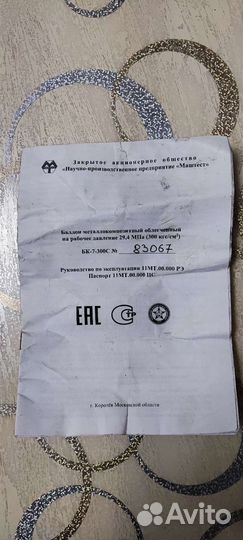 Закрытое акционерное общество
"Научно-производственное предприятие "Маштест"
Баллон металлокомпозитный облегченный
на рабочее давление 29,4 МПа (300 кгс/см²)
БК-7-300С № 83067
Руководство по эксплуатации 11МТ.00.000 РЭ
Паспорт 11МТ.00.000 ПС
ЕАС
г. Королёв Московской области
Avito